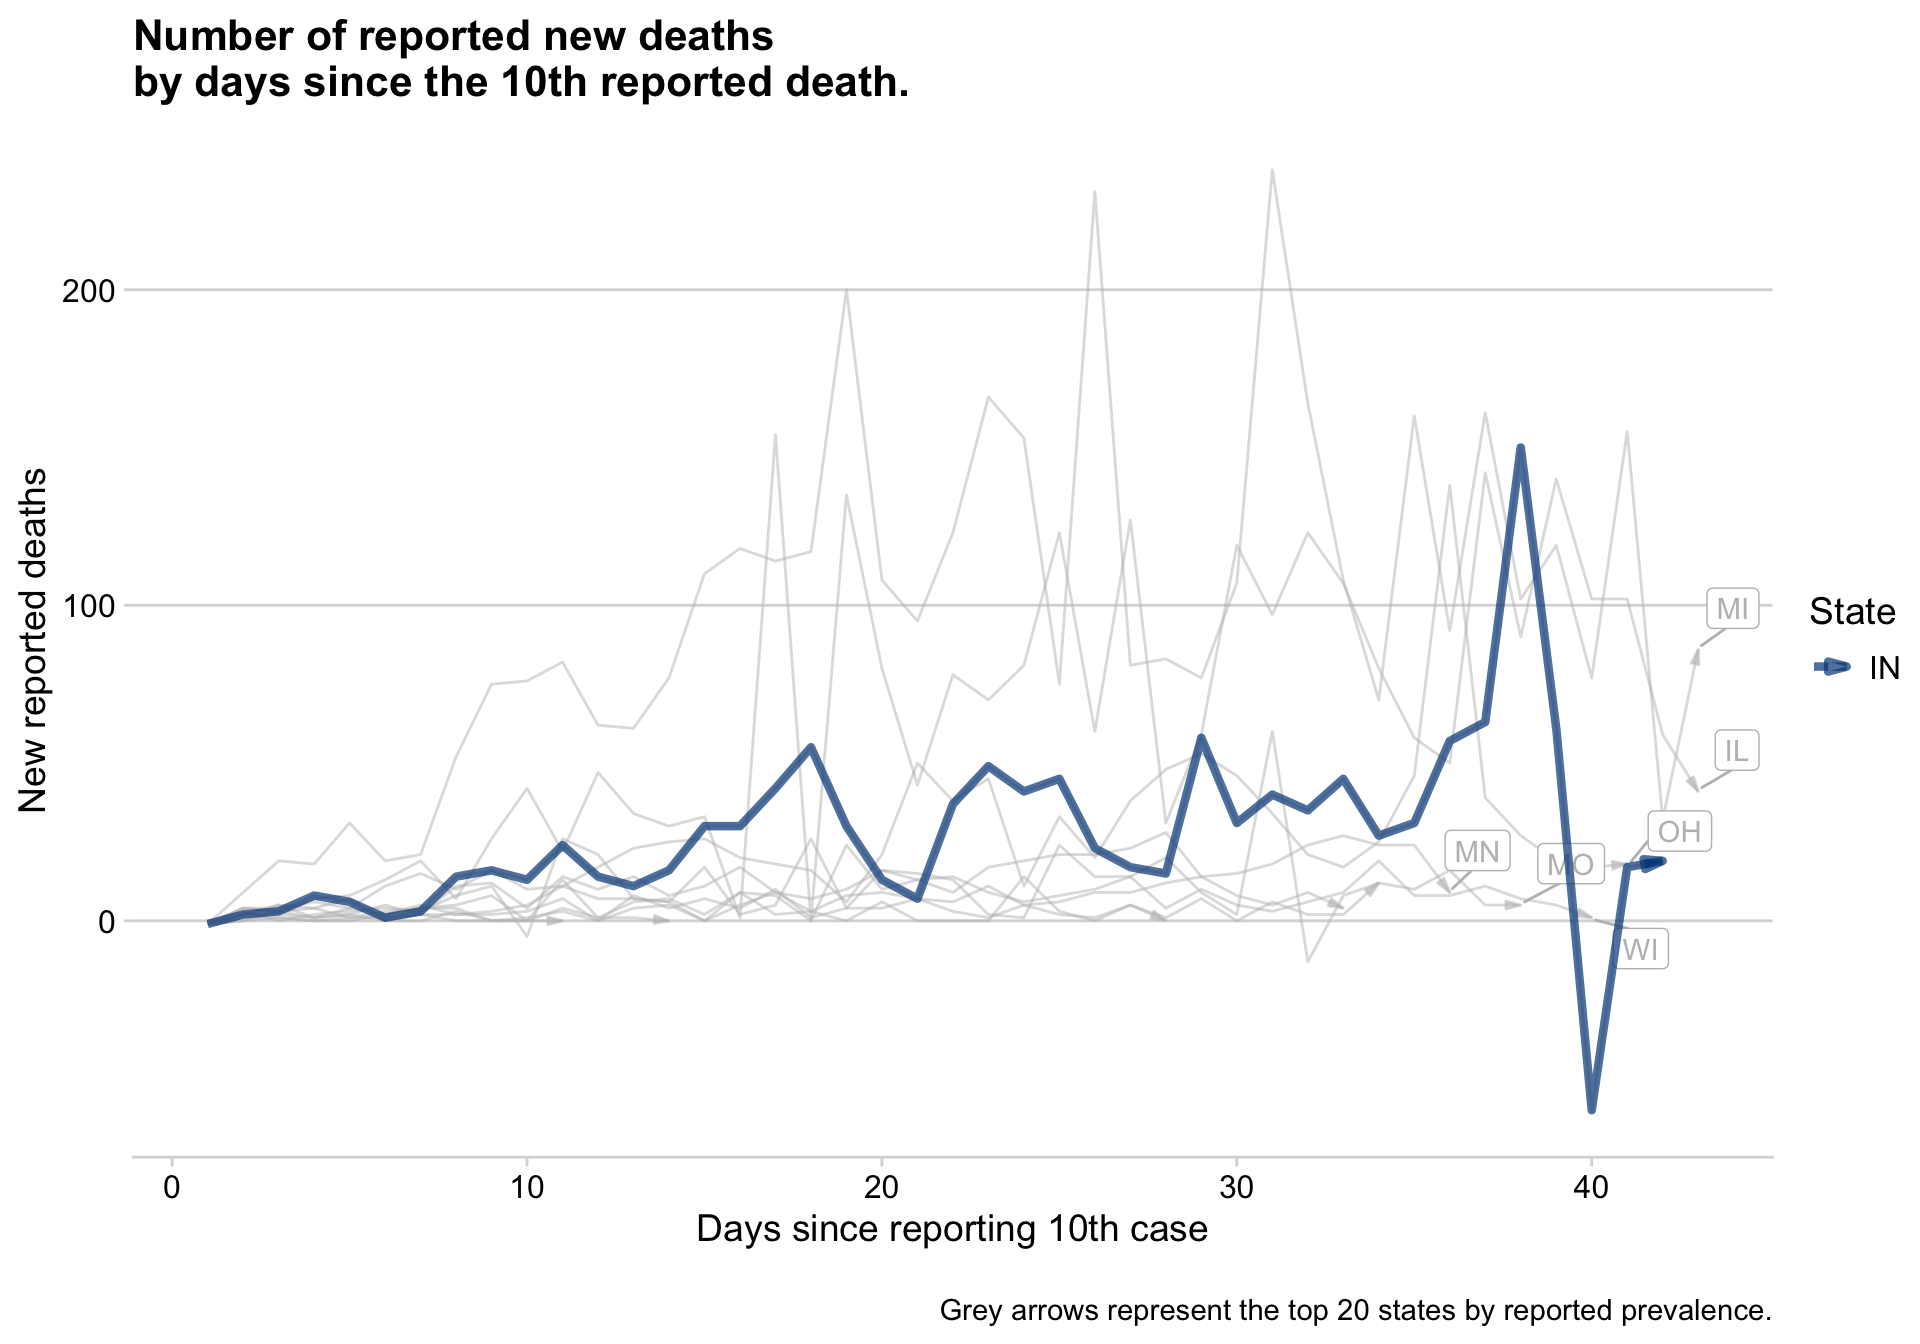 Number of reported new deaths
by days since the 10th reported death.
New reported deaths
200
100
0
MI
IL
OH
MN
MO
WI
State
IN
0
10
20
30
40
Days since reporting 10th case
Grey arrows represent the top 20 states by reported prevalence.